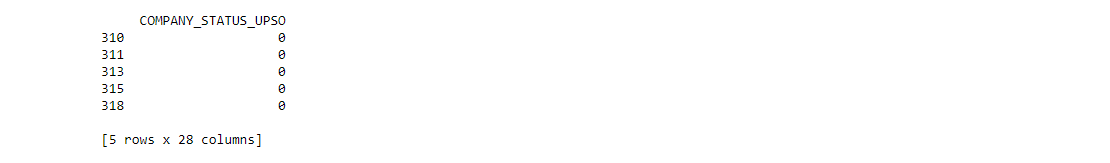 COMPANY_STATUS_UPSO
310 0
311 0
313 0
315 0
318 0
[5 rows x 28 columns]